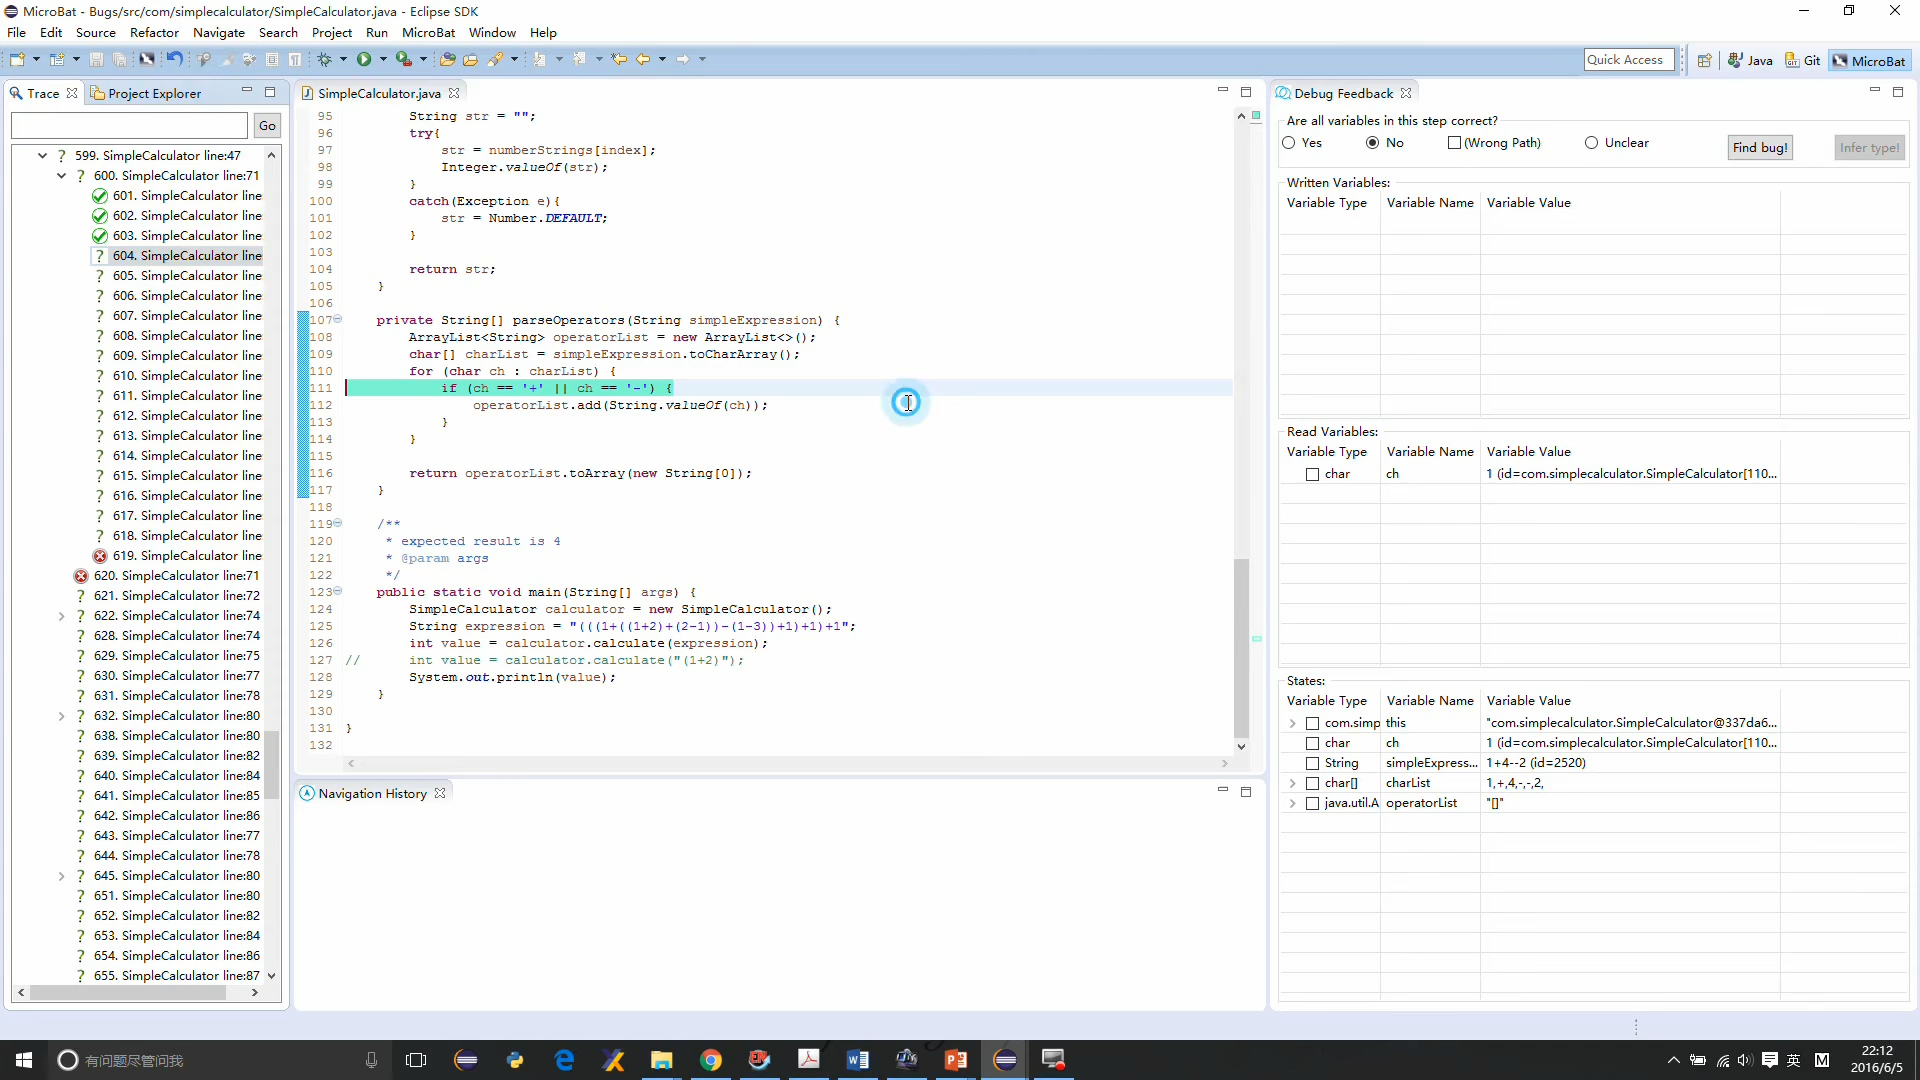 MicroBat - Bugs/src/com/simplecalculator/SimpleCalculator.java - Eclipse SDK
File Edit Source Refactor Navigate Search Project Run MicroBat Window Help
Quick Access
Java
Git
MicroBat
Trace
Project Explorer
Go
599. SimpleCalculator line:47
600. SimpleCalculator line:71
601. SimpleCalculator line
602. SimpleCalculator line
603. SimpleCalculator line
604. SimpleCalculator line
605. SimpleCalculator line
606. SimpleCalculator line
607. SimpleCalculator line
608. SimpleCalculator line
609. SimpleCalculator line
610. SimpleCalculator line
611. SimpleCalculator line
612. SimpleCalculator line
613. SimpleCalculator line
614. SimpleCalculator line
615. SimpleCalculator line
616. SimpleCalculator line
617. SimpleCalculator line
618. SimpleCalculator line
619. SimpleCalculator line
620. SimpleCalculator line:71
621. SimpleCalculator line:72
622. SimpleCalculator line:74
628. SimpleCalculator line:74
629. SimpleCalculator line:75
630. SimpleCalculator line:77
631. SimpleCalculator line:78
632. SimpleCalculator line:80
638. SimpleCalculator line:80
639. SimpleCalculator line:82
640. SimpleCalculator line:84
641. SimpleCalculator line:85
642. SimpleCalculator line:86
643. SimpleCalculator line:77
644. SimpleCalculator line:78
645. SimpleCalculator line:80
651. SimpleCalculator line:80
652. SimpleCalculator line:82
653. SimpleCalculator line:84
654. SimpleCalculator line:86
655. SimpleCalculator line:87
SimpleCalculator.java
95 String str = "";
96 try{
97 str = numberStrings[index];
98 Integer.valueOf(str);
99 }
100 catch(Exception e){
101 str = Number.DEFAULT;
102 }
103
104 return str;
105 }
106
107 private String[] parseOperators(String simpleExpression) {
108 ArrayList<String> operatorList = new ArrayList<>();
109 char[] charList = simpleExpression.toCharArray();
110 for (char ch : charList) {
111 if (ch == '+' || ch == '-') {
112 operatorList.add(String.valueOf(ch));
113 }
114 }
115
116 return operatorList.toArray(new String[0]);
117 }
118
119 /**
120 * expected result is 4
121 * @param args
122 */
123 public static void main(String[] args) {
124 SimpleCalculator calculator = new SimpleCalculator();
125 String expression = "(((1+((1+2)+(2-1))-(1-3))+1)+1)+1";
126 int value = calculator.calculate(expression);
127 // int value = calculator.calculate("(1+2)");
128 System.out.println(value);
129 }
130
131 }
132
Navigation History
Debug Feedback
Are all variables in this step correct?
Yes No (Wrong Path) Unclear Find bug! Infer type!
Written Variables:
Variable Type Variable Name Variable Value
Read Variables:
Variable Type Variable Name Variable Value
char ch 1 (id=com.simplecalculator.SimpleCalculator[110...
States:
Variable Type Variable Name Variable Value
com.simp this "com.simplecalculator.SimpleCalculator@337da6...
char ch 1 (id=com.simplecalculator.SimpleCalculator[110...
String simpleExpress... 1+4--2 (id=2520)
char[] charList 1,+,4,-,-,2,
java.util.A operatorList "[]"
有问题尽管问我
英
M
22:12
2016/6/5